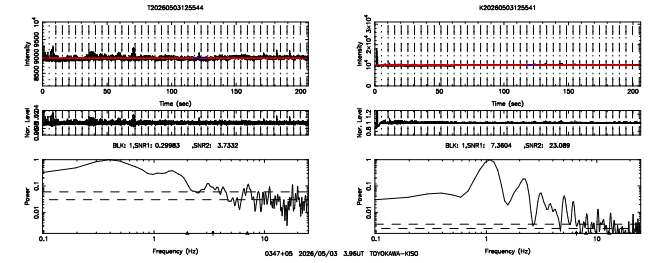 T20260503125544
K20260503125541
10⁴
9500
9000
8500
Intensity
0 50 100 150 200
Time (sec)
3×10⁴
2×10⁴
10⁴
0
Intensity
0 50 100 150 200
Time (sec)
Nor. Level
0.8 1 1.2
Nor. Level
BLK: 1,SNR1: 0.29983 ,SNR2: 3.7332
BLK: 1,SNR1: 7.3604 ,SNR2: 23.089
1
0.1
0.01
Power
0.1 1 10
Frequency (Hz)
1
0.1
0.01
Power
0.1 1 10
Frequency (Hz)
0347+05 2026/05/03 3.96UT TOYOKAWA-KISO